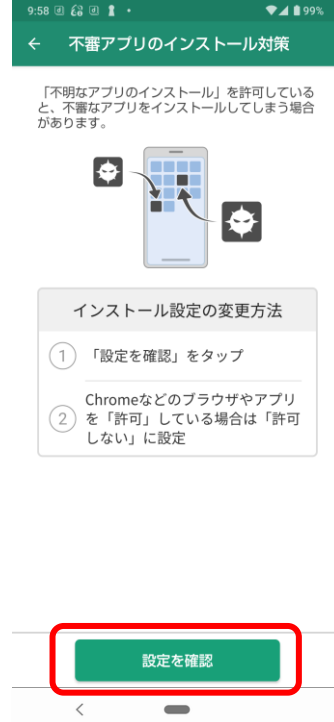 9:58
99%
不審アプリのインストール対策
「不明なアプリのインストール」を許可している
と、不審なアプリをインストールしてしまう場合
があります。
インストール設定の変更方法
1 「設定を確認」をタップ
2 Chromeなどのブラウザやアプリ
を「許可」している場合は「許可
しない」に設定
設定を確認